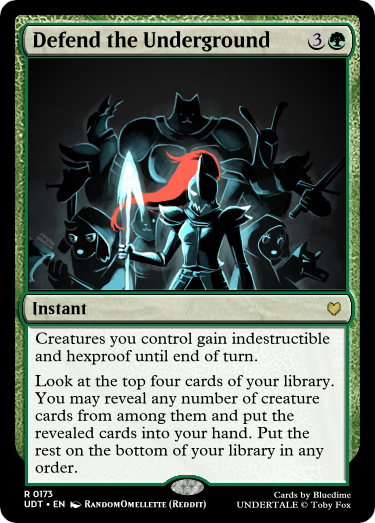 Defend the Underground 3
Instant
Creatures you control gain indestructible
and hexproof until end of turn.
Look at the top four cards of your library.
You may reveal any number of creature
cards from among them and put the
revealed cards into your hand. Put the
rest on the bottom of your library in any
order.
R 0173 Cards by Bluedime
UDT • EN RANDOMOMELLETTE (REDDIT) UNDERTALE © Toby Fox